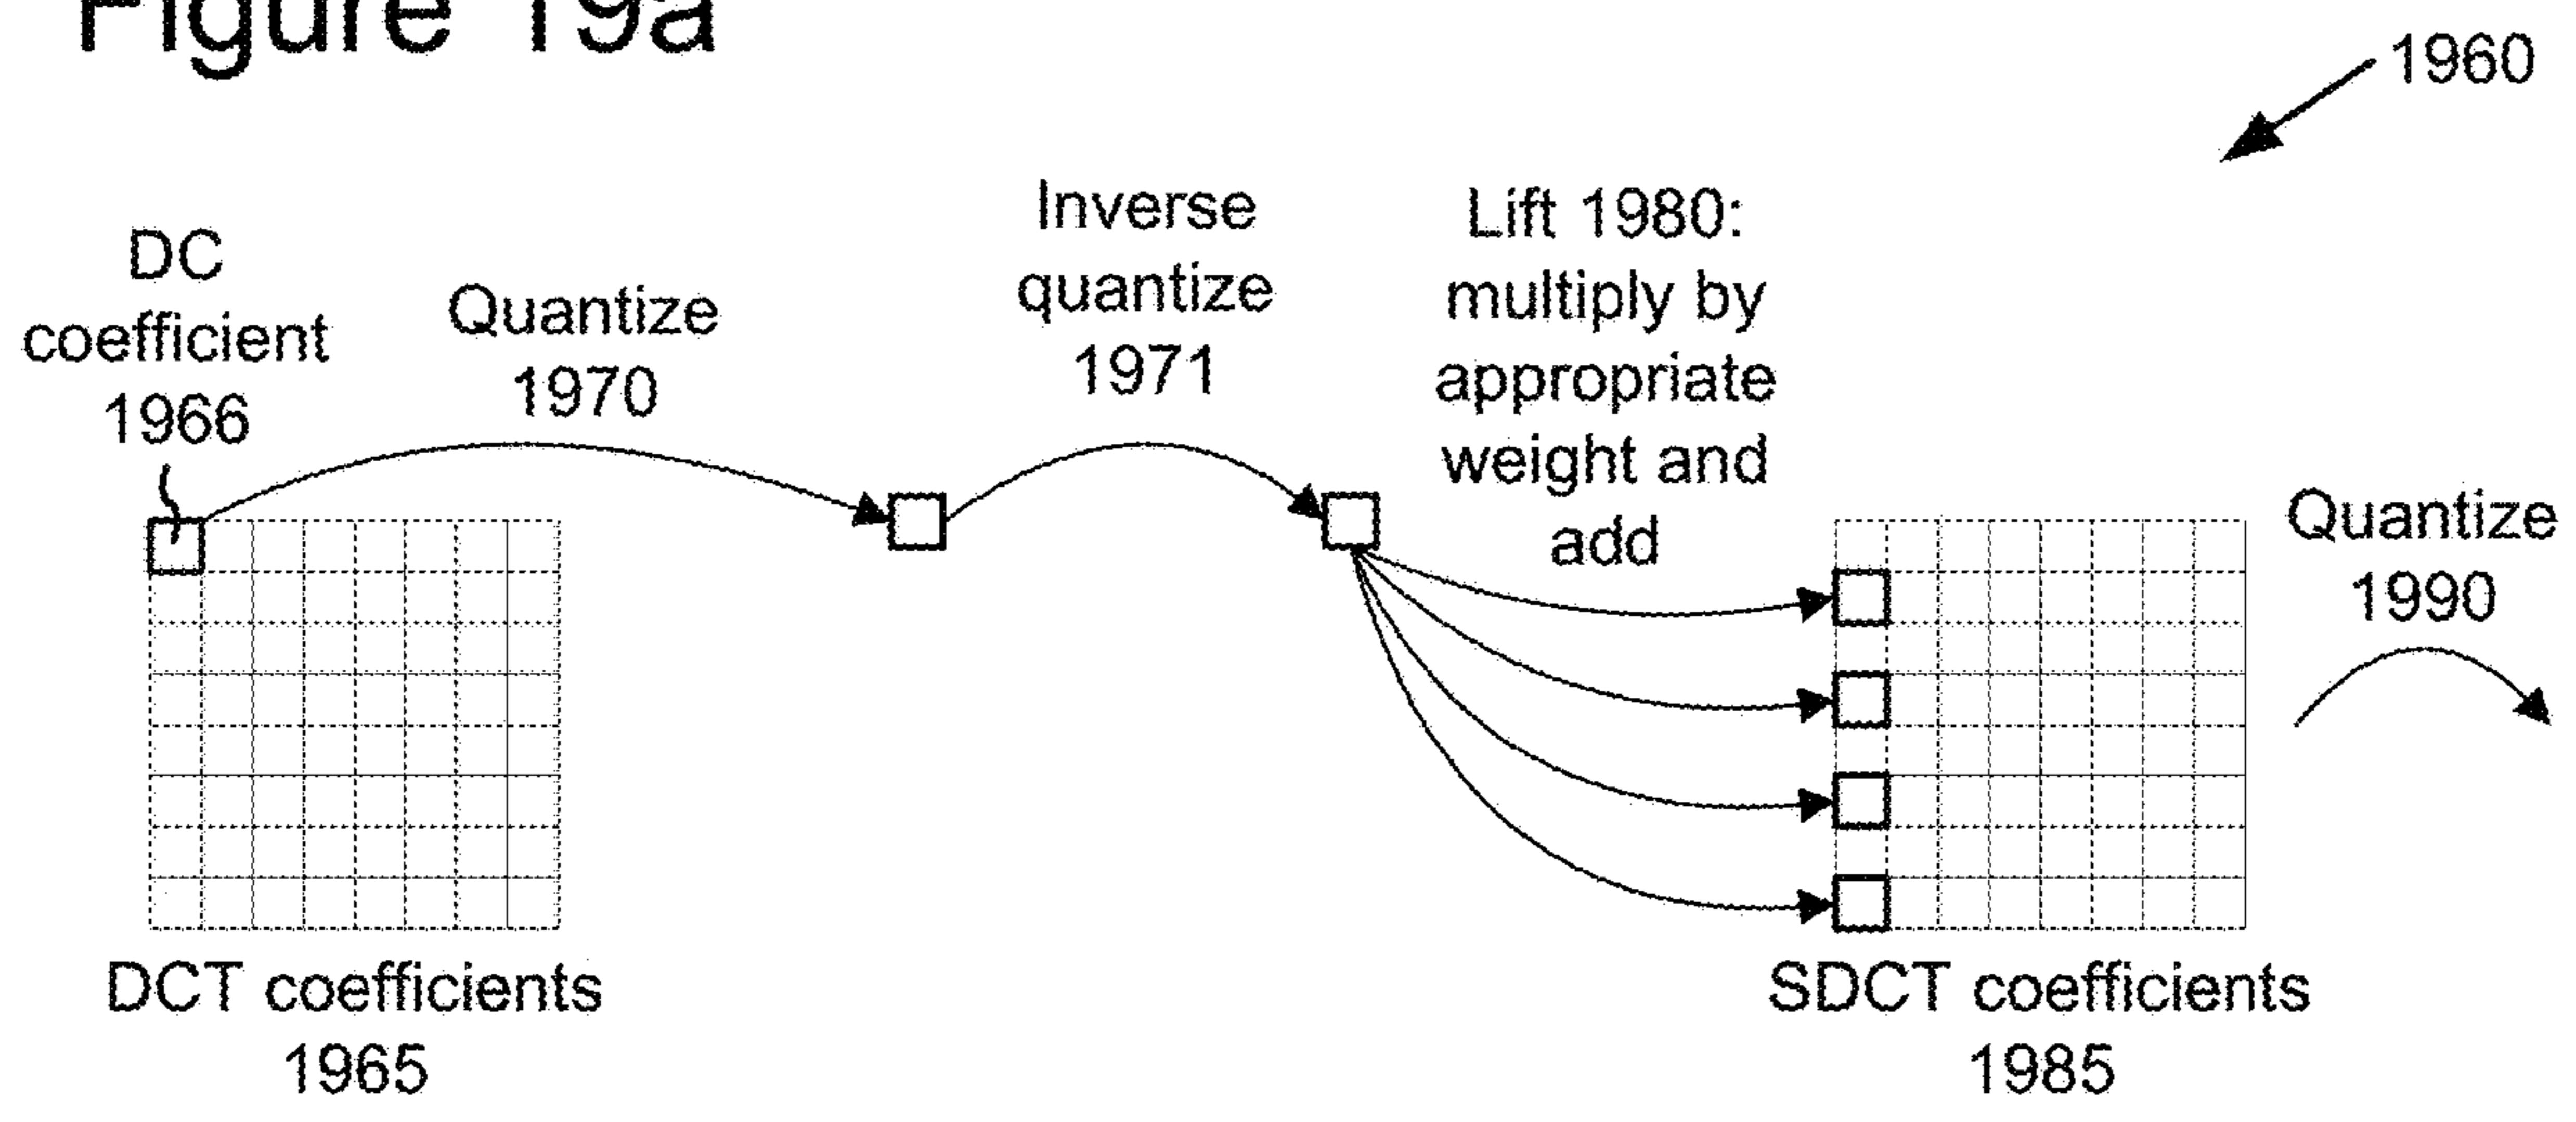 Figure 19a
1960
DC
coefficient
1966
Quantize
1970
Inverse
quantize
1971
Lift 1980:
multiply by
appropriate
weight and
add
Quantize
1990
DCT coefficients
1965
SDCT coefficients
1985